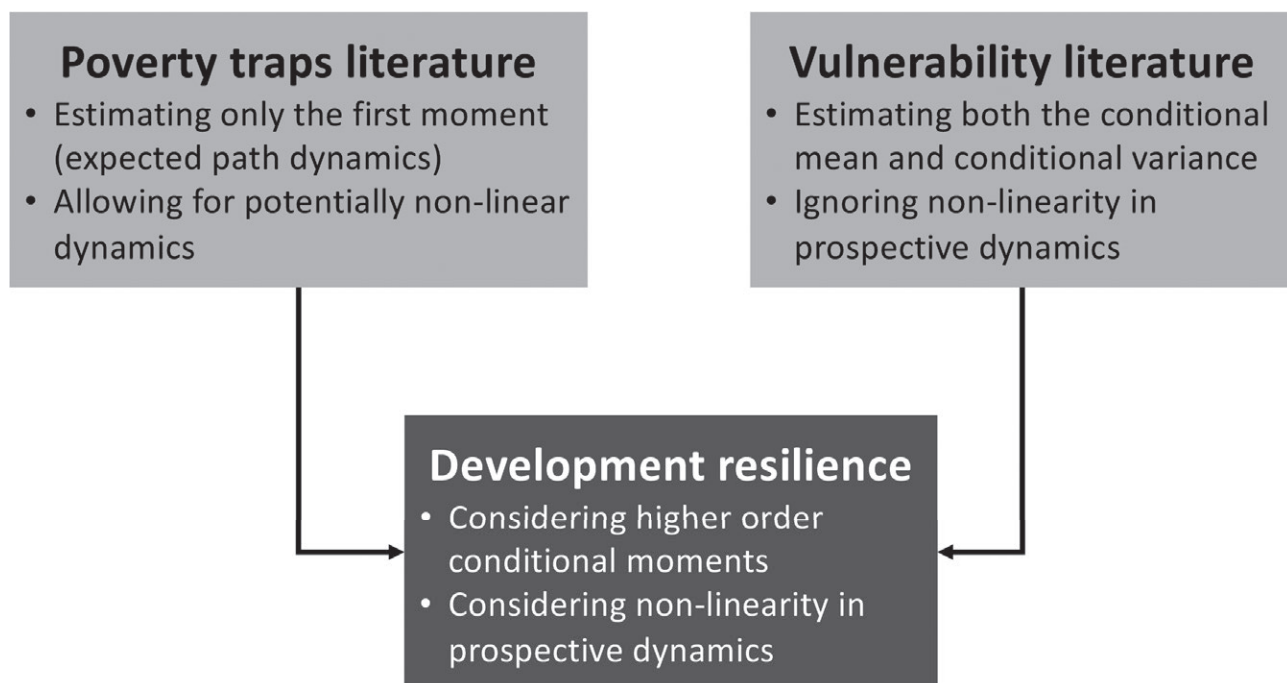 Poverty traps literature
• Estimating only the first moment
(expected path dynamics)
• Allowing for potentially non-linear
dynamics
Vulnerability literature
• Estimating both the conditional
mean and conditional variance
• Ignoring non-linearity in
prospective dynamics
Development resilience
• Considering higher order
conditional moments
• Considering non-linearity in
prospective dynamics